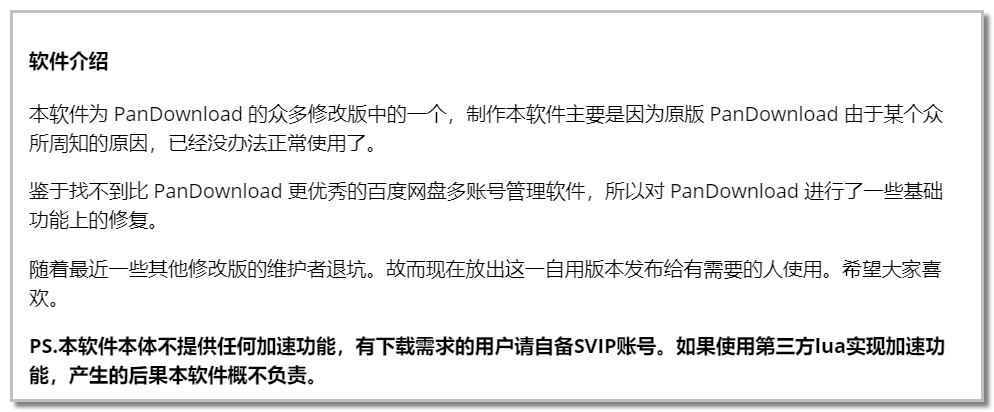 软件介绍
本软件为 PanDownload 的众多修改版中的一个，制作本软件主要是因为原版 PanDownload 由于某个众
所周知的原因，已经没办法正常使用了。
鉴于找不到比 PanDownload 更优秀的百度网盘多账号管理软件，所以对 PanDownload 进行了一些基础
功能上的修复。
随着最近一些其他修改版的维护者退坑。故而现在放出这一自用版本发布给有需要的人使用。希望大家喜
欢。
PS.本软件本体不提供任何加速功能，有下载需求的用户请自备SVIP账号。如果使用第三方lua实现加速功
能，产生的后果本软件概不负责。